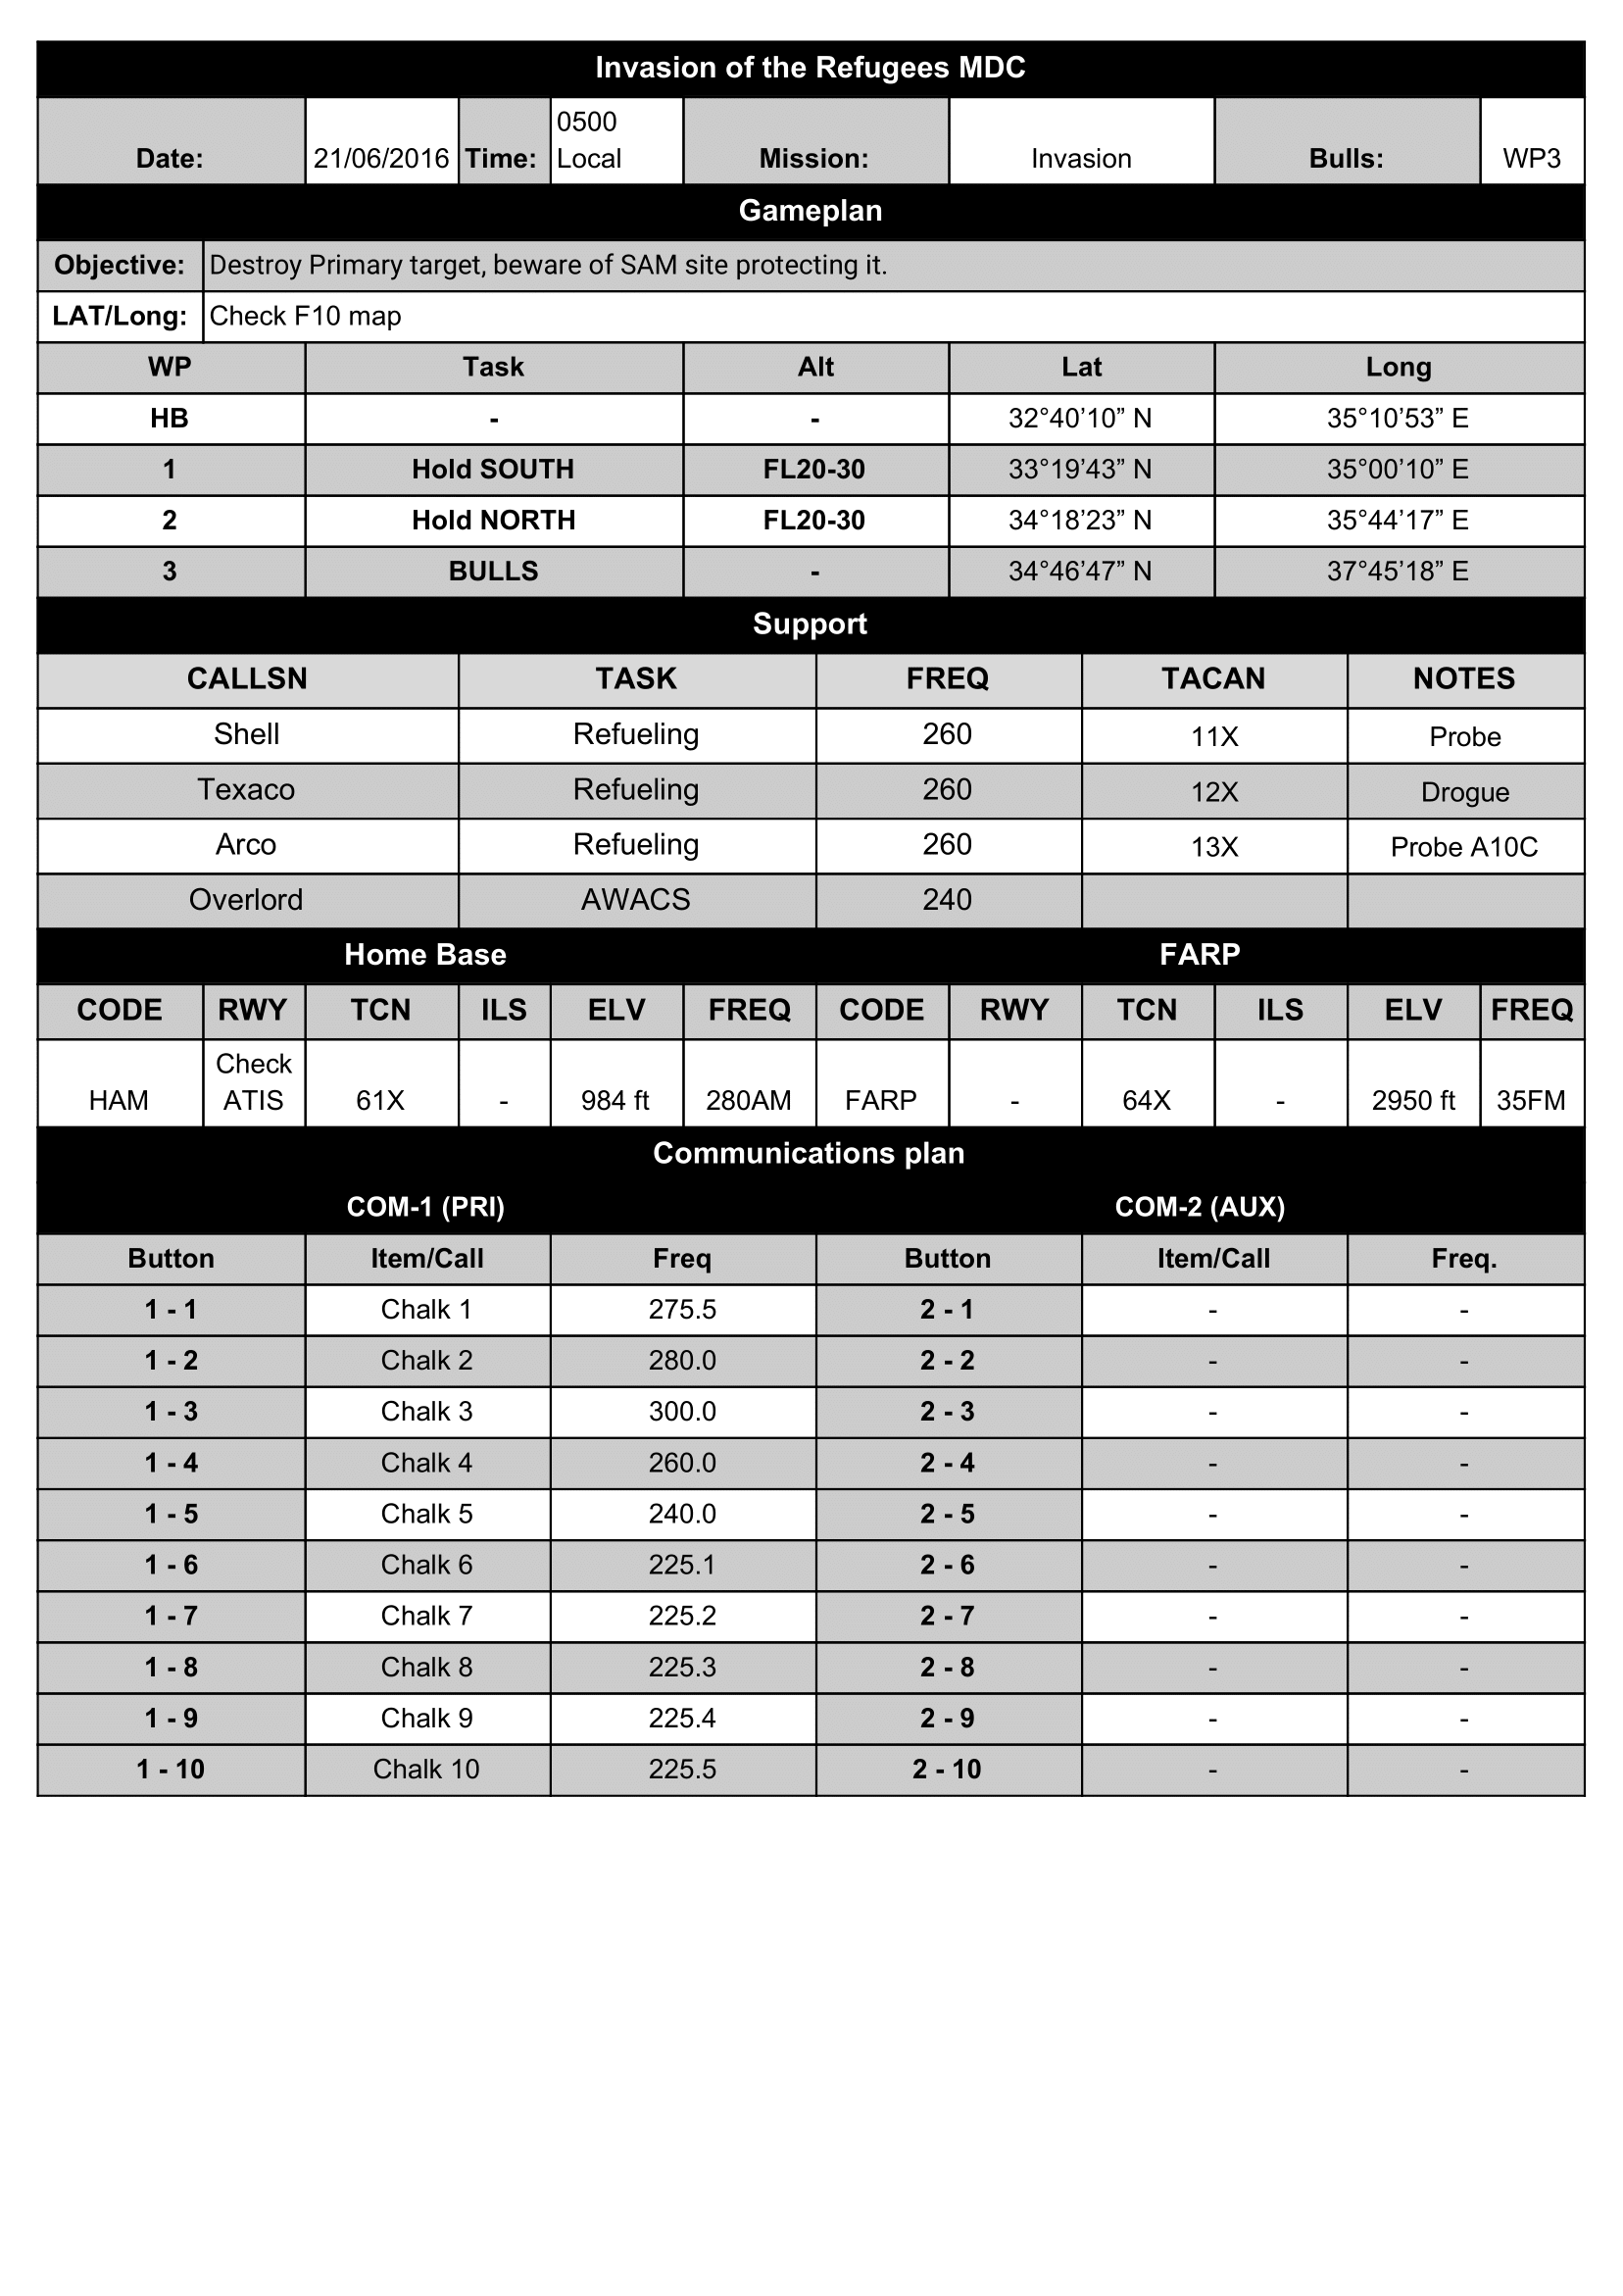 Invasion of the Refugees MDC
Date: 21/06/2016 Time: 0500 Local Mission: Invasion Bulls: WP3
Gameplan
Objective: Destroy Primary target, beware of SAM site protecting it.
LAT/Long: Check F10 map
WP Task Alt Lat Long
HB - - 32°40’10” N 35°10’53” E
1 Hold SOUTH FL20-30 33°19’43” N 35°00’10” E
2 Hold NORTH FL20-30 34°18’23” N 35°44’17” E
3 BULLS - 34°46’47” N 37°45’18” E
Support
CALLSN TASK FREQ TACAN NOTES
Shell Refueling 260 11X Probe
Texaco Refueling 260 12X Drogue
Arco Refueling 260 13X Probe A10C
Overlord AWACS 240
Home Base FARP
CODE RWY TCN ILS ELV FREQ CODE RWY TCN ILS ELV FREQ
HAM Check ATIS 61X - 984 ft 280AM FARP - 64X - 2950 ft 35FM
Communications plan
COM-1 (PRI) COM-2 (AUX)
Button Item/Call Freq Button Item/Call Freq.
1 - 1 Chalk 1 275.5 2 - 1 - -
1 - 2 Chalk 2 280.0 2 - 2 - -
1 - 3 Chalk 3 300.0 2 - 3 - -
1 - 4 Chalk 4 260.0 2 - 4 - -
1 - 5 Chalk 5 240.0 2 - 5 - -
1 - 6 Chalk 6 225.1 2 - 6 - -
1 - 7 Chalk 7 225.2 2 - 7 - -
1 - 8 Chalk 8 225.3 2 - 8 - -
1 - 9 Chalk 9 225.4 2 - 9 - -
1 - 10 Chalk 10 225.5 2 - 10 - -